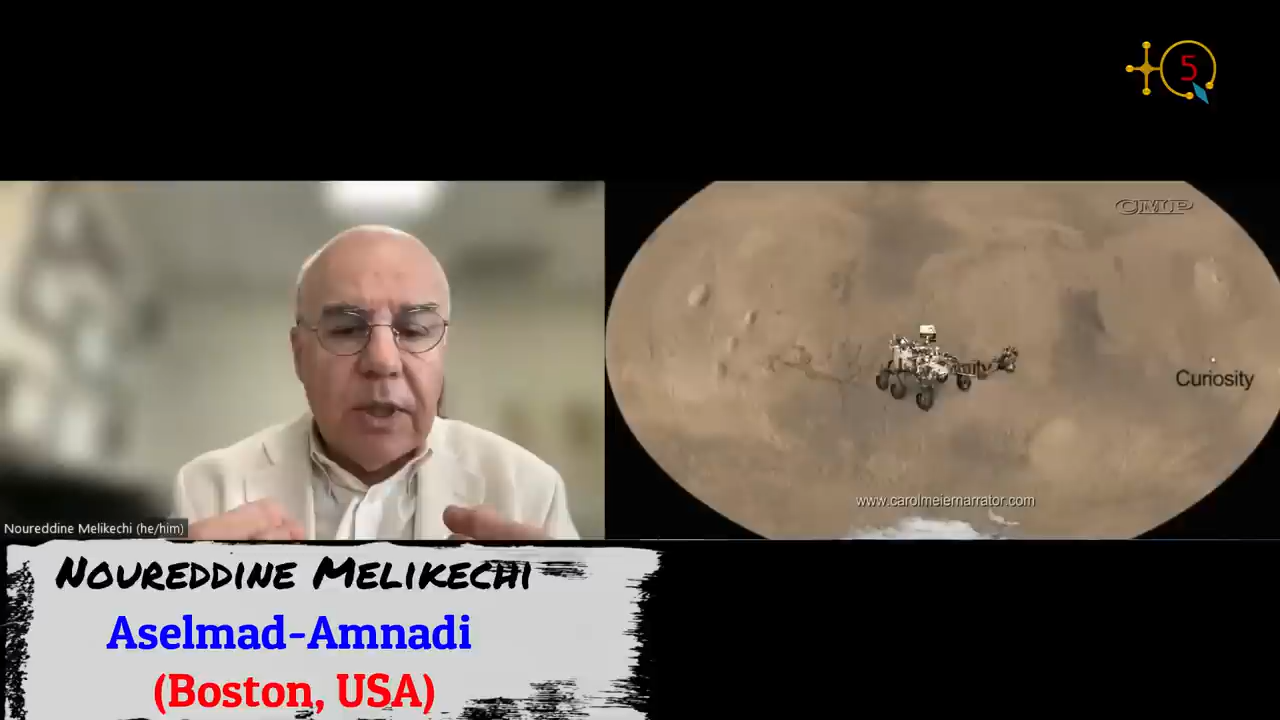 5
CMP
Curiosity
www.carolmeiernarrator.com
Noureddine Melikechi (he/him)
NOUREDDINE MELIKECHI
Aselmad-Amnadi
(Boston, USA)